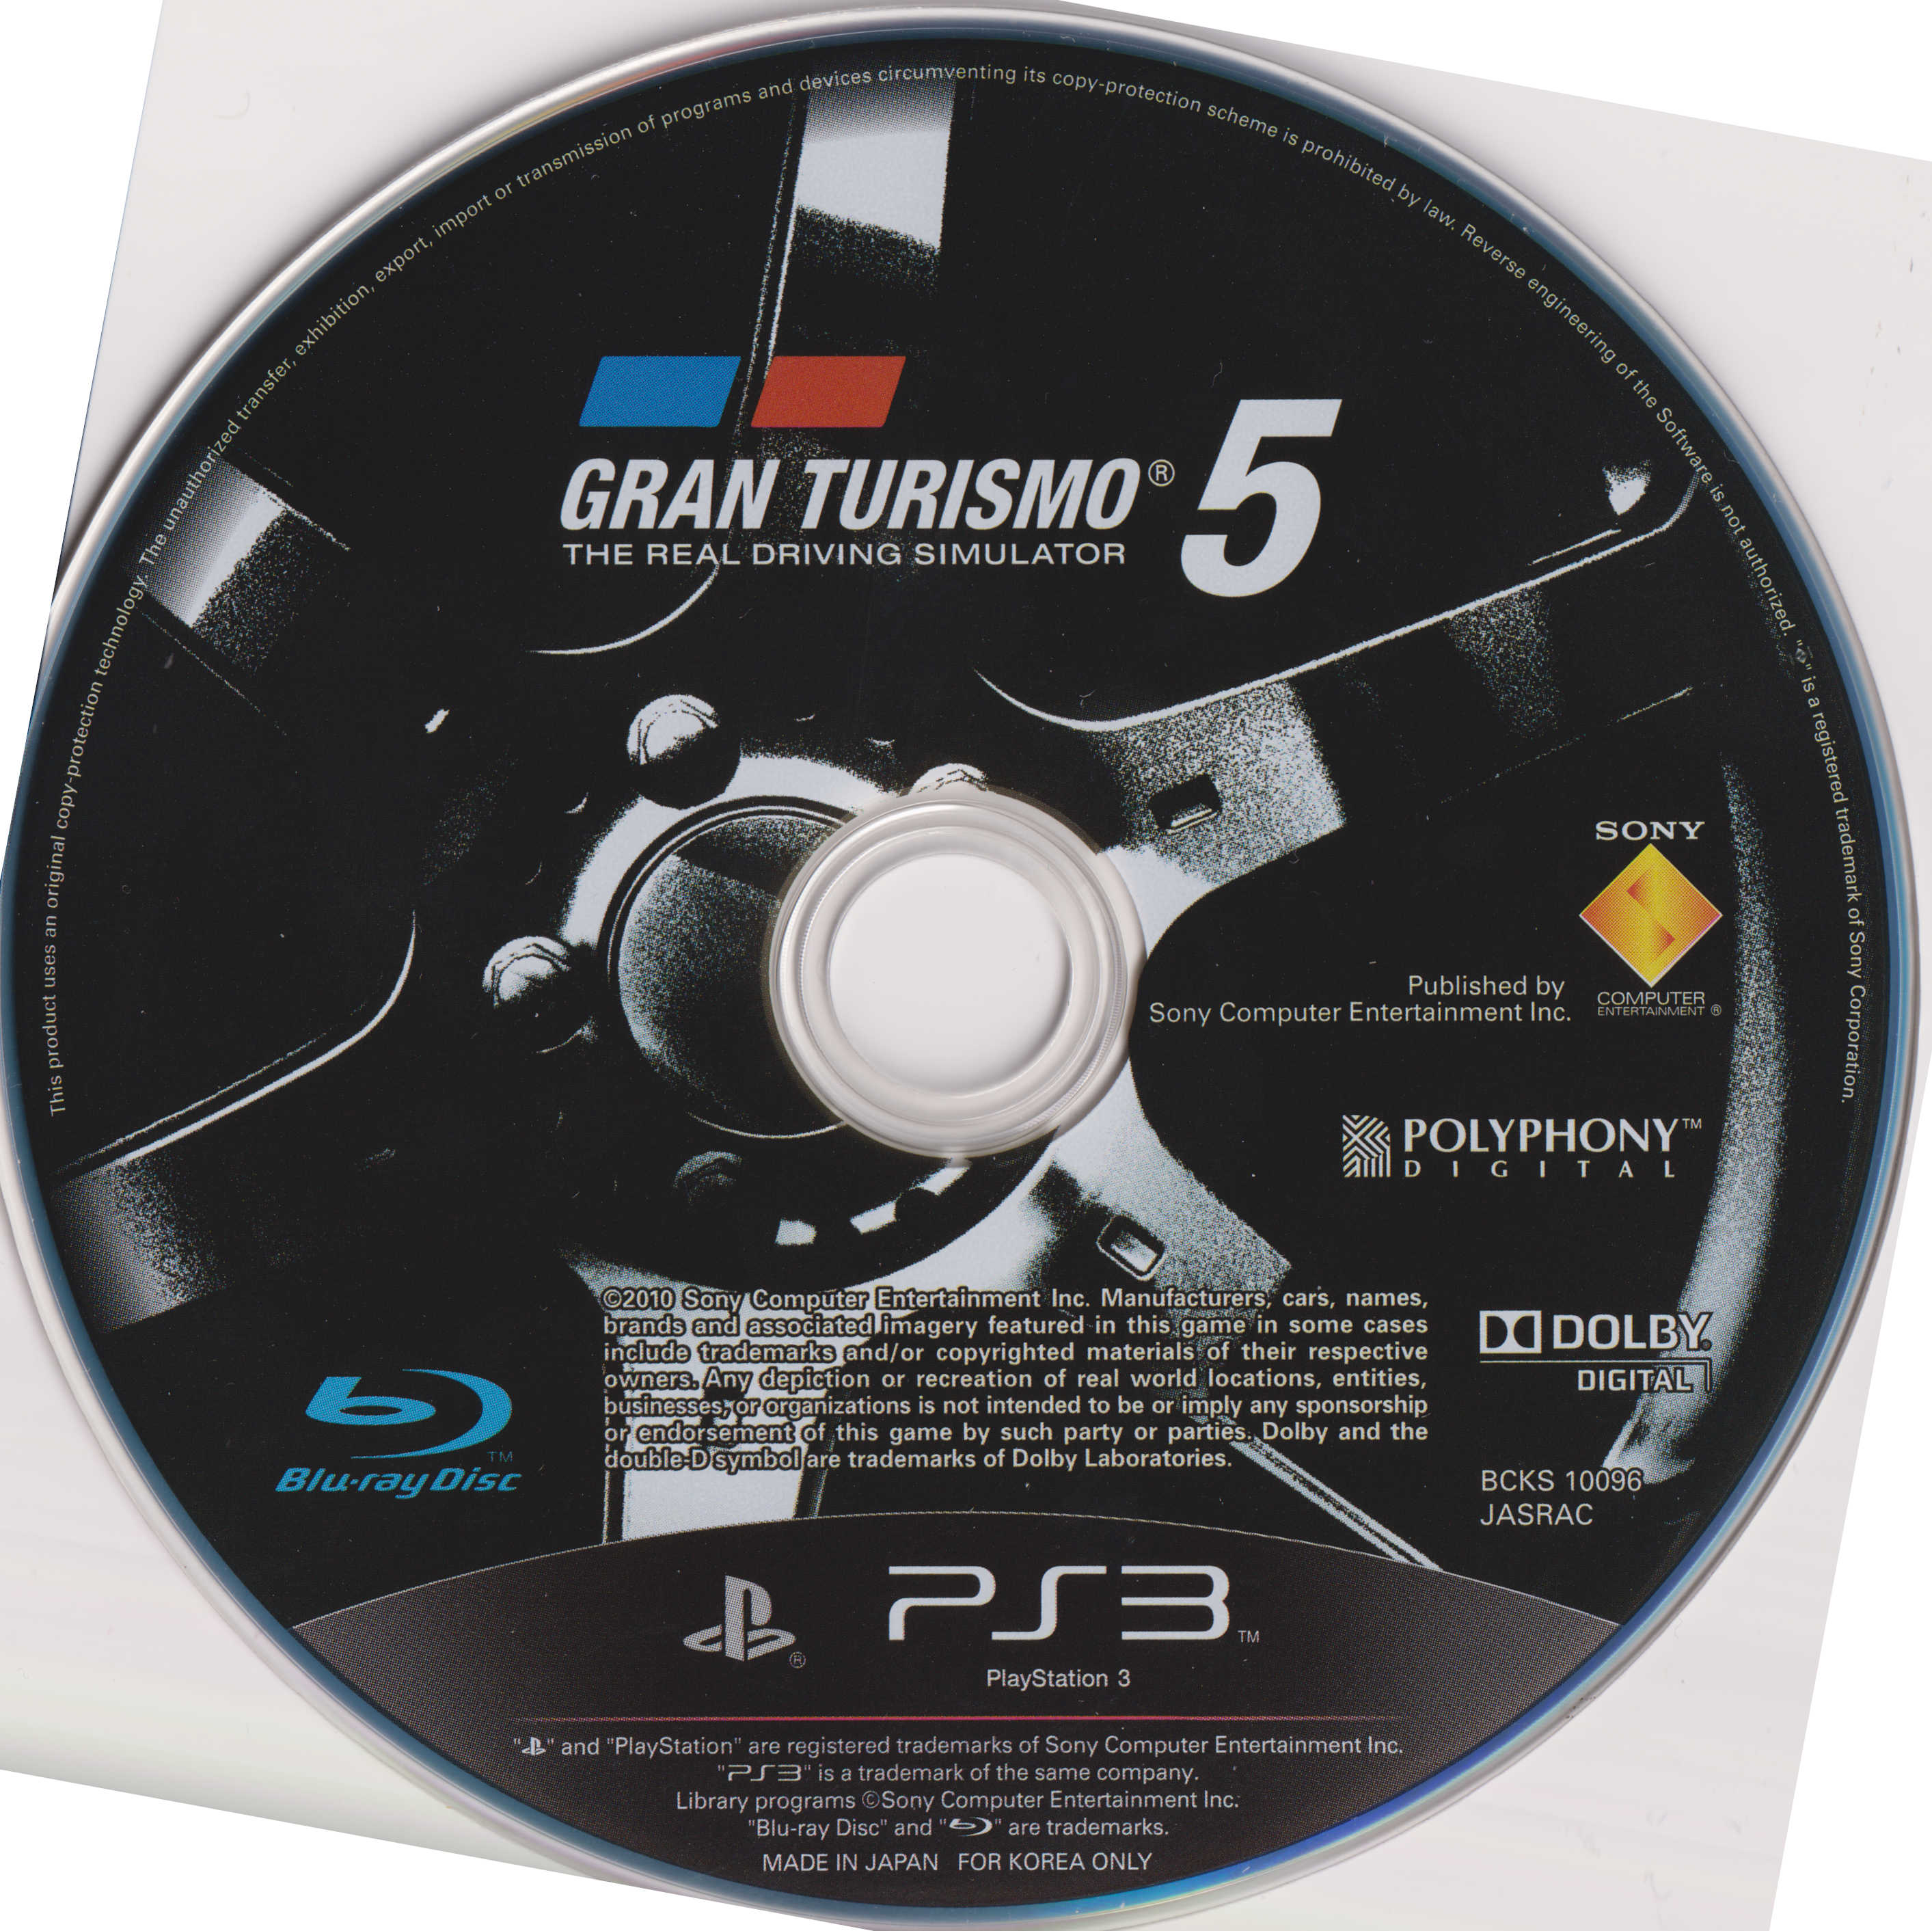 This product uses an original copy-protection technology. The unauthorized transfer, exhibition, export, import or transmission of programs and devices circumventing its copy-protection scheme is prohibited by law. Reverse engineering of the Software is not authorized. "" is a registered trademark of Sony Corporation.
GRAN TURISMO® 5
THE REAL DRIVING SIMULATOR
SONY
COMPUTER
ENTERTAINMENT ®
Published by
Sony Computer Entertainment Inc.
POLYPHONY™
DIGITAL
©2010 Sony Computer Entertainment Inc. Manufacturers, cars, names,
brands and associated imagery featured in this game in some cases
include trademarks and/or copyrighted materials of their respective
owners. Any depiction or recreation of real world locations, entities,
businesses, or organizations is not intended to be or imply any sponsorship
or endorsement of this game by such party or parties. Dolby and the
double-D symbol are trademarks of Dolby Laboratories.
DOLBY®
DIGITAL
TM
Blu-ray Disc
BCKS 10096
JASRAC
® PS3™
PlayStation 3
"" and "PlayStation" are registered trademarks of Sony Computer Entertainment Inc.
"PS3" is a trademark of the same company.
Library programs ©Sony Computer Entertainment Inc.
"Blu-ray Disc" and "" are trademarks.
MADE IN JAPAN FOR KOREA ONLY